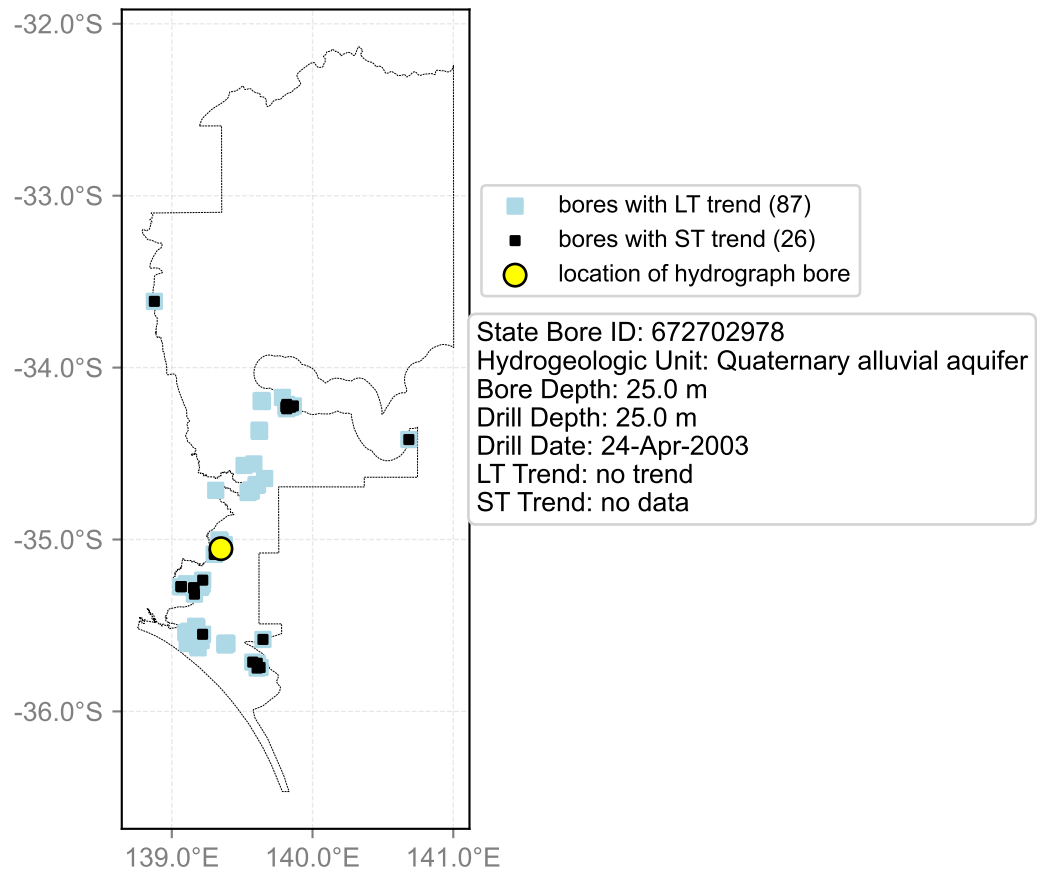 -32.0°S
-33.0°S
-34.0°S
-35.0°S
-36.0°S
139.0°E 140.0°E 141.0°E
bores with LT trend (87)
bores with ST trend (26)
location of hydrograph bore
State Bore ID: 672702978
Hydrogeologic Unit: Quaternary alluvial aquifer
Bore Depth: 25.0 m
Drill Depth: 25.0 m
Drill Date: 24-Apr-2003
LT Trend: no trend
ST Trend: no data